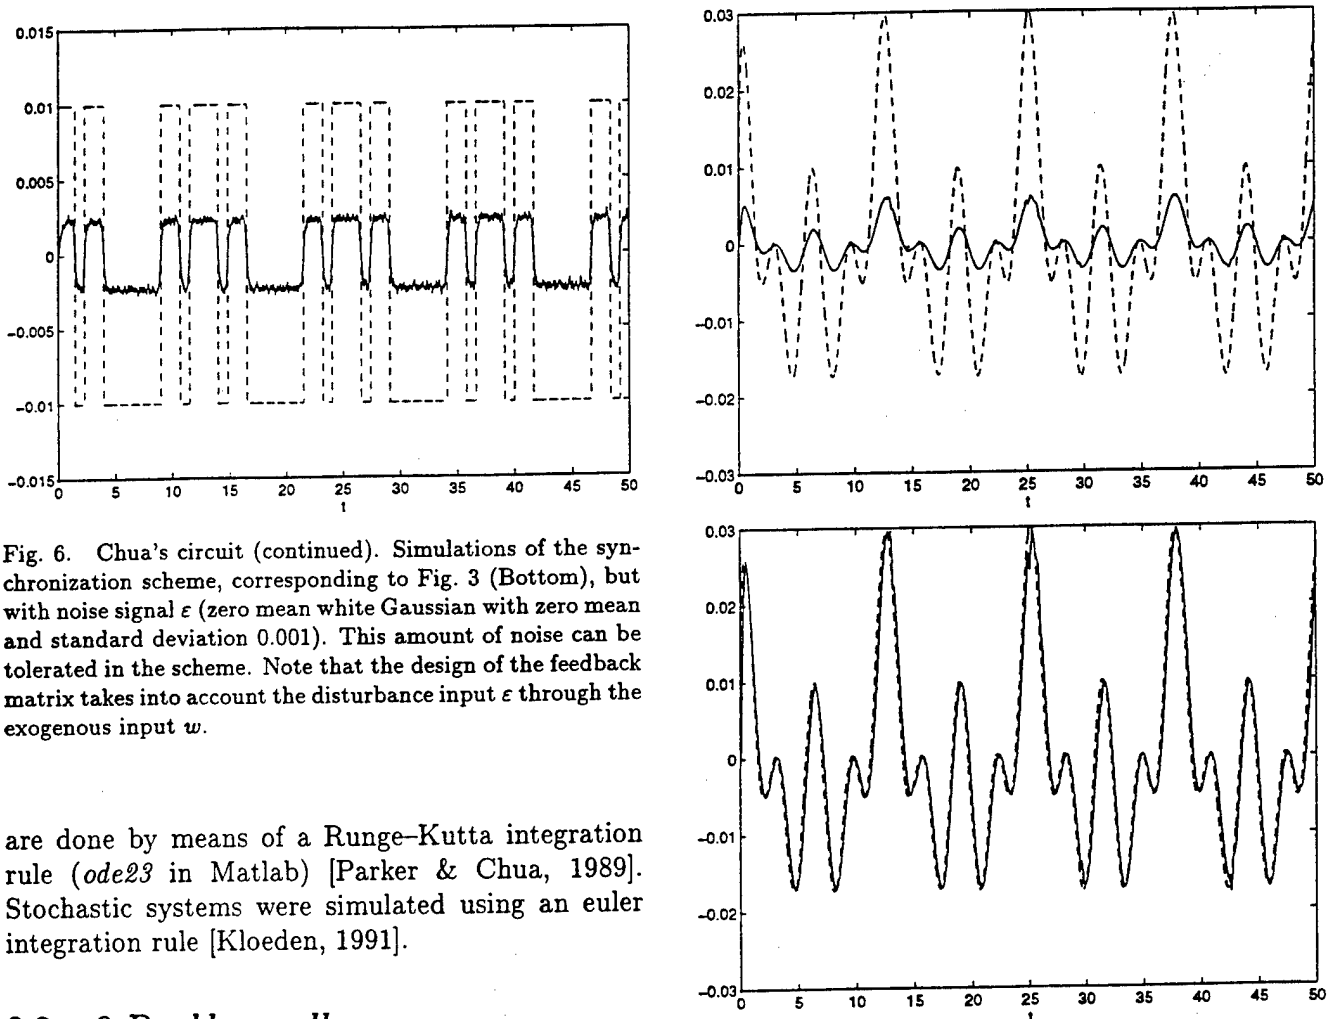 0.015
0.01
0.005
0
-0.005
-0.01
-0.015
0 5 10 15 20 25 30 35 40 45 50
t
Fig. 6. Chua's circuit (continued). Simulations of the syn-
chronization scheme, corresponding to Fig. 3 (Bottom), but
with noise signal ε (zero mean white Gaussian with zero mean
and standard deviation 0.001). This amount of noise can be
tolerated in the scheme. Note that the design of the feedback
matrix takes into account the disturbance input ε through the
exogenous input w.
are done by means of a Runge–Kutta integration
rule (ode23 in Matlab) [Parker & Chua, 1989].
Stochastic systems were simulated using an euler
integration rule [Kloeden, 1991].
0.03
0.02
0.01
0
-0.01
-0.02
-0.03
0 5 10 15 20 25 30 35 40 45 50
t
0.03
0.02
0.01
0
-0.01
-0.02
-0.03
0 5 10 15 20 25 30 35 40 45 50
t